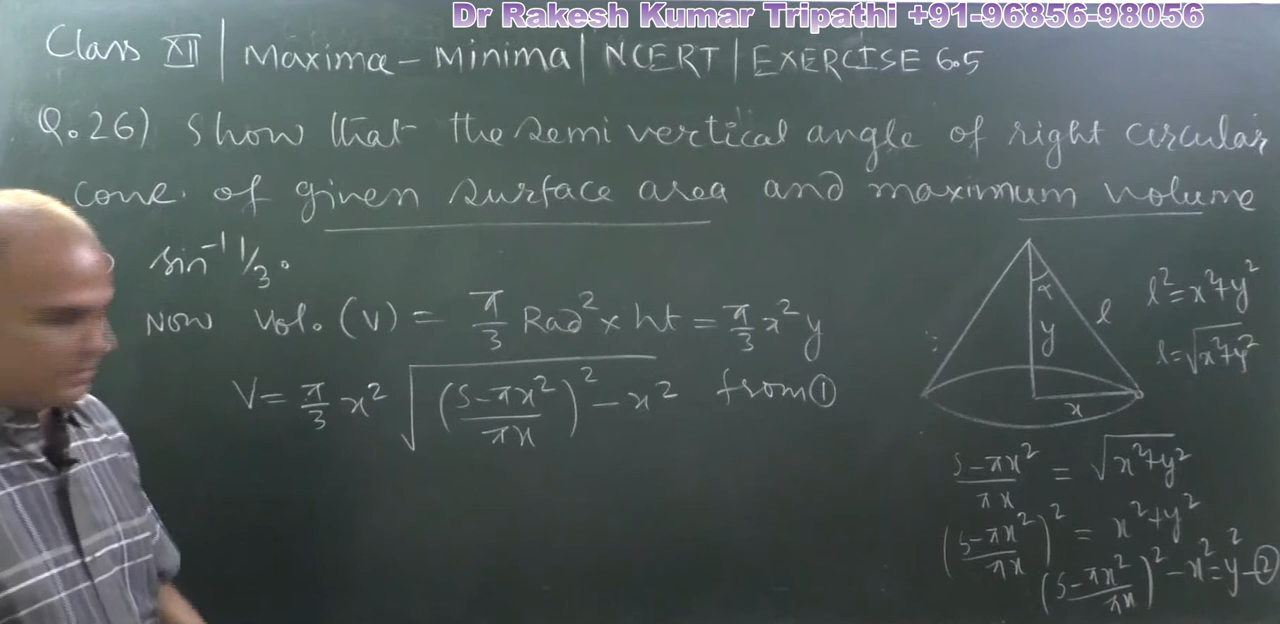 Dr Rakesh Kumar Tripathi +91-96856-98056
Class XII | Maxima - Minima | NCERT | EXERCISE 6.5
Q.26) Show that the semi vertical angle of right circular
cone. of given surface area and maximum volume
sin⁻¹ 1/3.
Now Vol. (V) = π/3 Rad² × ht = π/3 x² y
V = π/3 x² √((S-πx²/πx)² - x²) from ①
α
y
l
x
l² = x²+y²
l = √x²+y²
S-πx²/πx = √x²+y²
(S-πx²/πx)² = x²+y²
(S-πx²/πx)² - x² = y² - ②